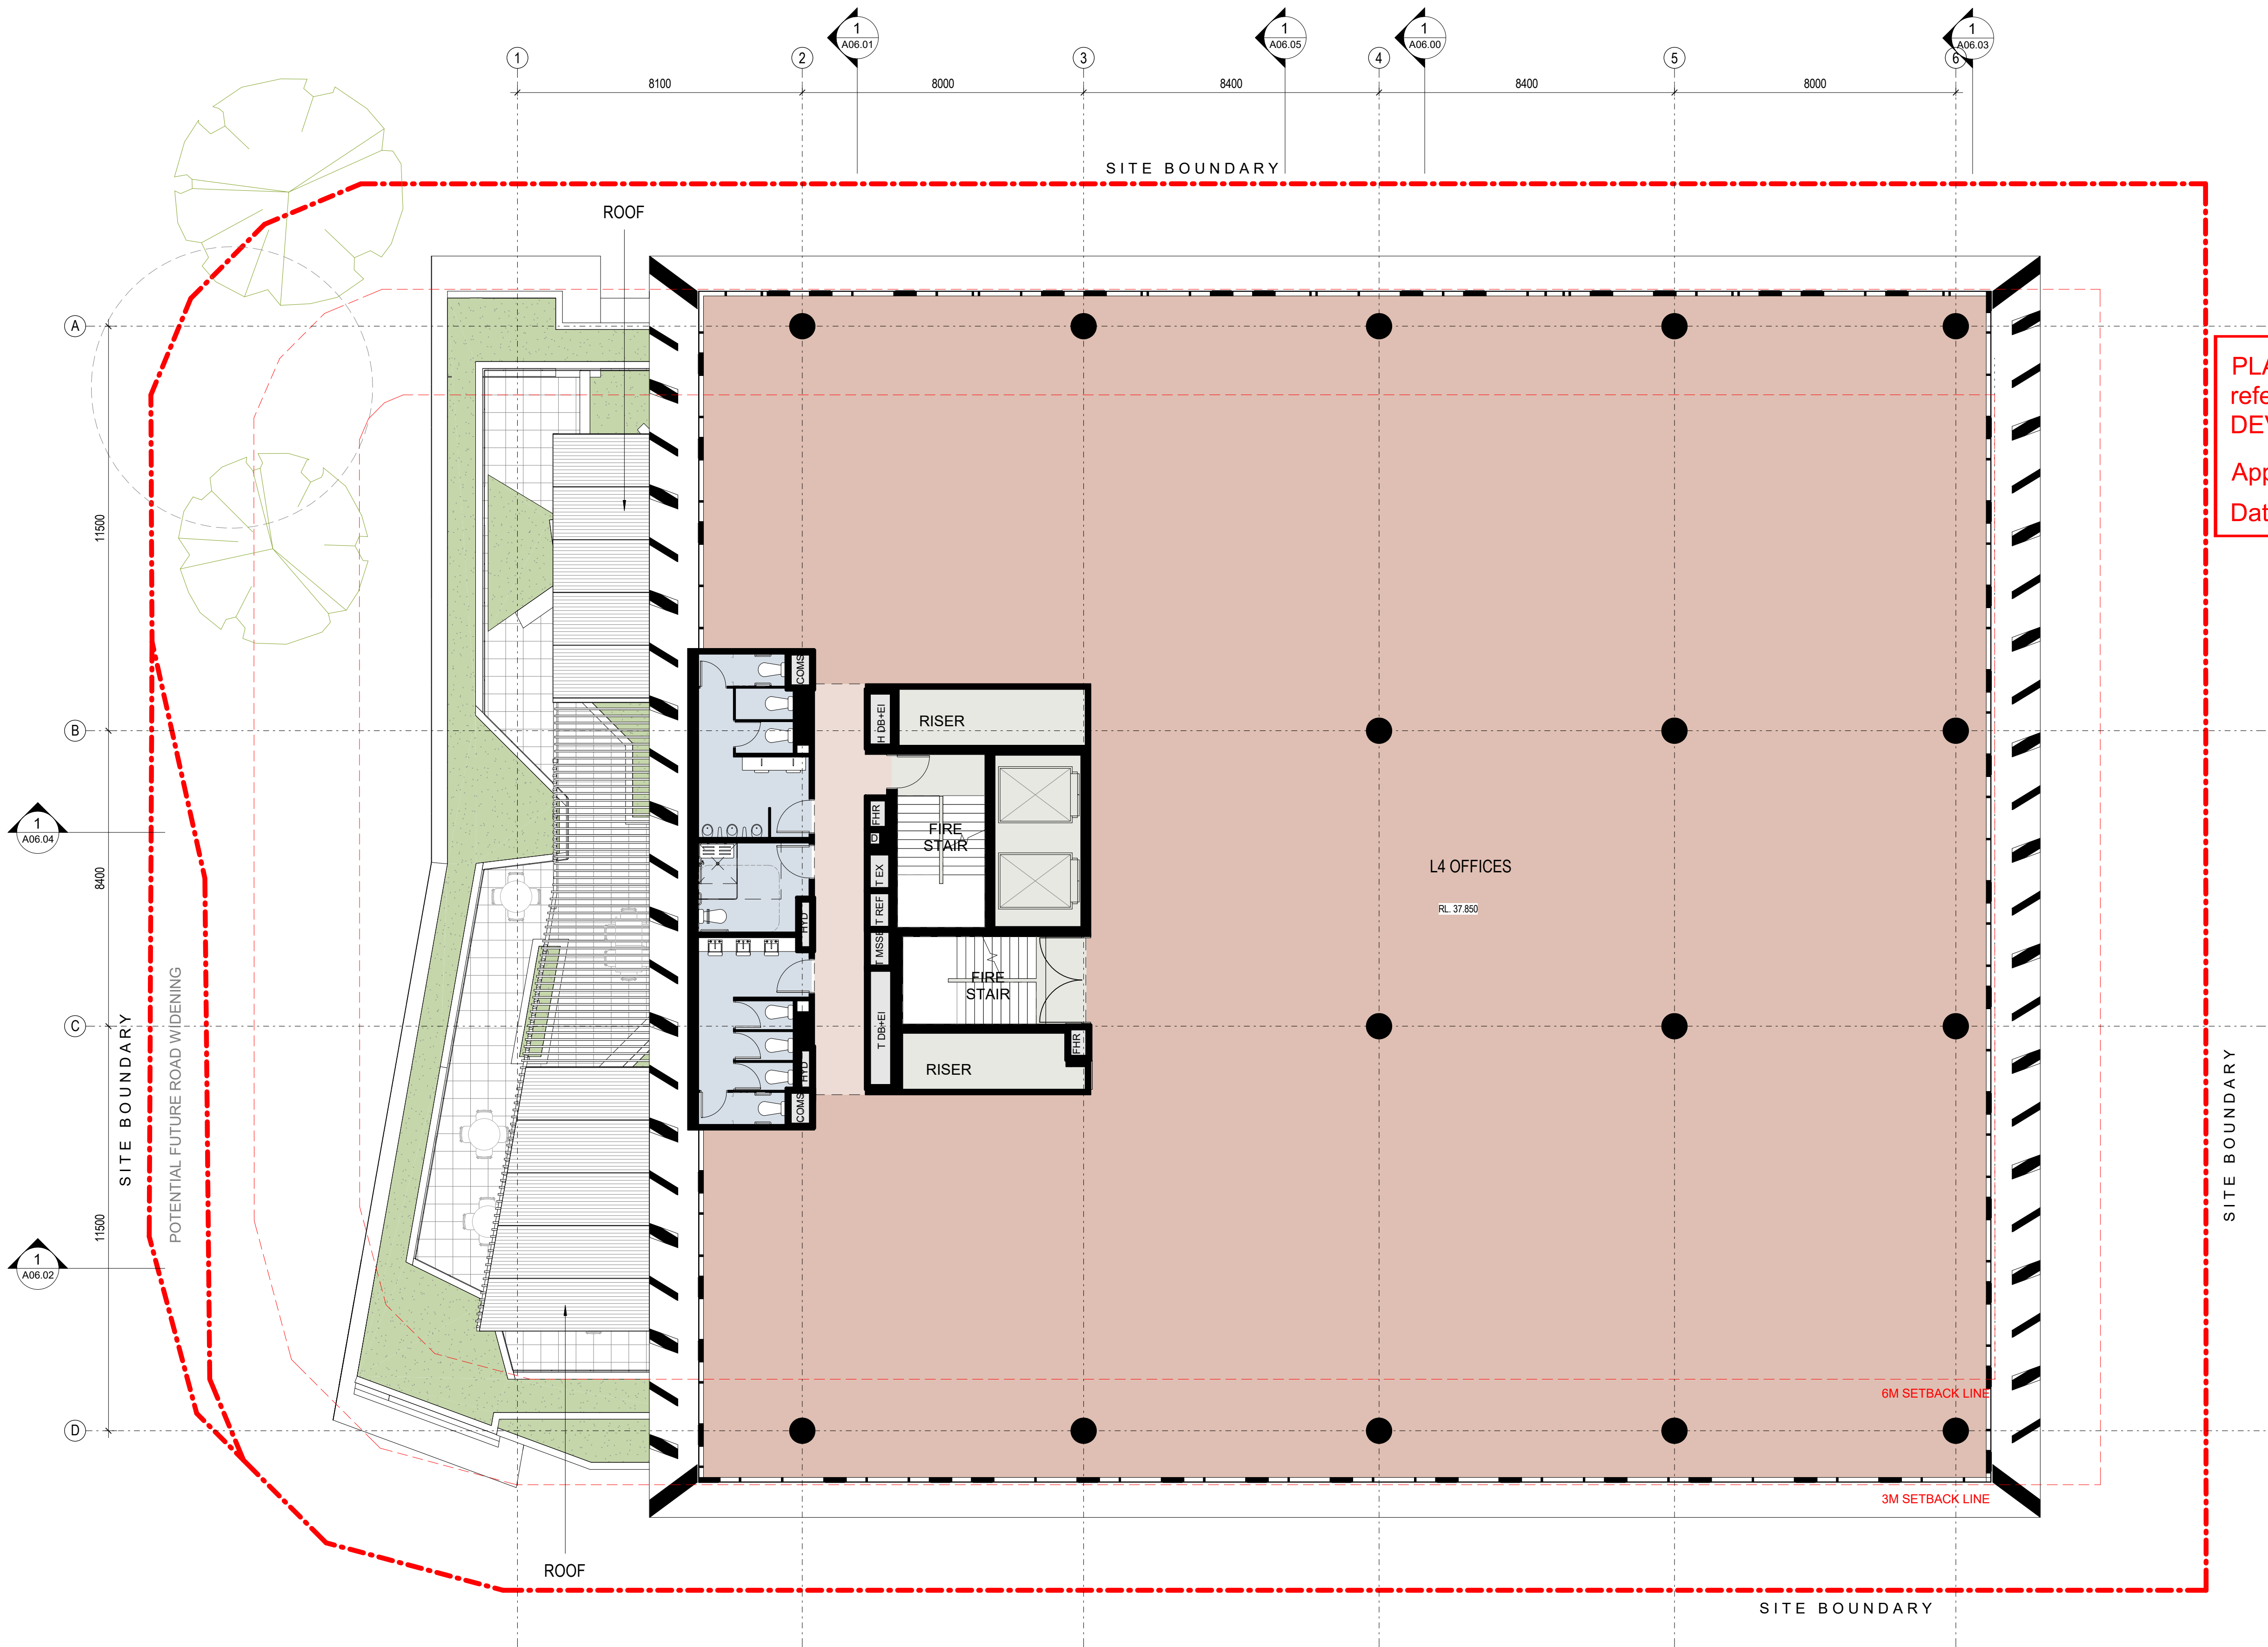 1
A06.01
1
A06.05
1
A06.00
1
A06.03
1
2
3
4
5
6
8100
8000
8400
8400
8000
SITE BOUNDARY
ROOF
A
PLA
refe
DEV
App
Dat
11500
COMS
H DB+EI
RISER
B
FHR
D
FIRE
STAIR
1
A06.04
T EX
L4 OFFICES
8400
T REF
RL. 37.850
HYD
T MSSB
FIRE
STAIR
C
T DB+EI
FHR
HYD
RISER
COMS
SITE BOUNDARY
POTENTIAL FUTURE ROAD WIDENING
SITE BOUNDARY
11500
1
A06.02
6M SETBACK LINE
D
3M SETBACK LINE
ROOF
SITE BOUNDARY